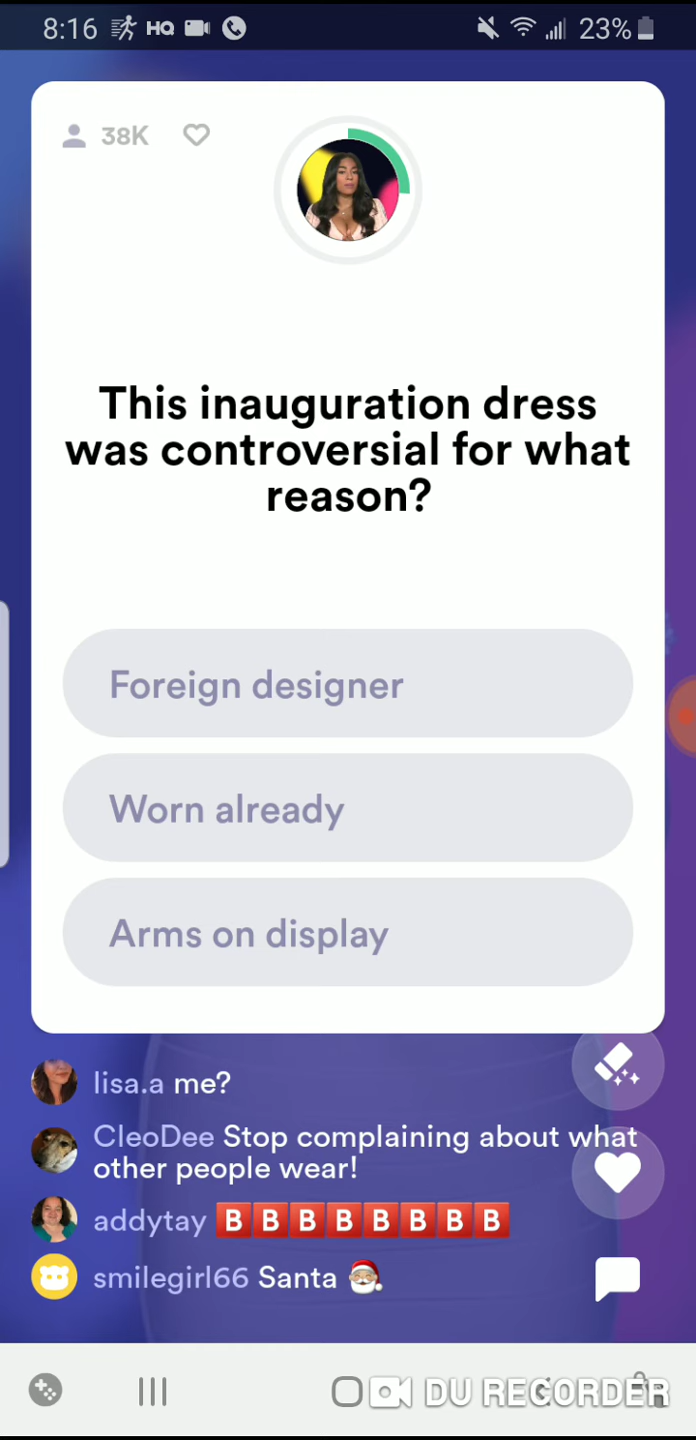 8:16 HQ 23%
38K
This inauguration dress
was controversial for what
reason?
Foreign designer
Worn already
Arms on display
lisa.a me?
CleoDee Stop complaining about what
other people wear!
addytay 🅱🅱🅱🅱🅱🅱🅱🅱
smilegirl66 Santa 🎅🏼
DU RECORDER